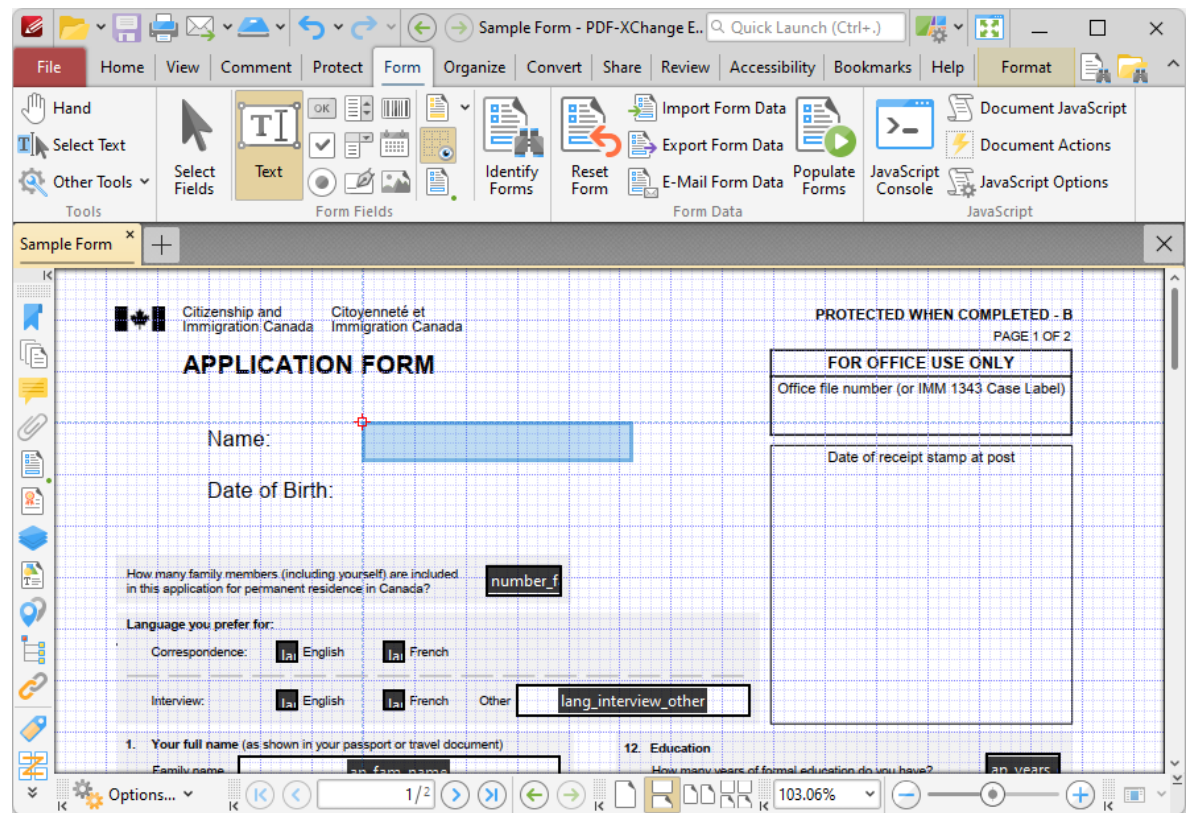 Sample Form - PDF-XChange E..
Quick Launch (Ctrl+.)
File Home View Comment Protect Form Organize Convert Share Review Accessibility Bookmarks Help Format
Hand
Select Text
Other Tools
Tools
Select Fields
Text
OK
Form Fields
Identify Forms
Reset Form
Import Form Data
Export Form Data
E-Mail Form Data
Populate Forms
Form Data
JavaScript Console
Document JavaScript
Document Actions
JavaScript Options
JavaScript
Sample Form
Citizenship and Citoyenneté et
Immigration Canada Immigration Canada
PROTECTED WHEN COMPLETED - B
PAGE 1 OF 2
APPLICATION FORM
FOR OFFICE USE ONLY
Office file number (or IMM 1343 Case Label)
Name:
Date of receipt stamp at post
Date of Birth:
How many family members (including yourself) are included
in this application for permanent residence in Canada?
number_f
Language you prefer for:
Correspondence: English French
Interview: English French Other lang_interview_other
1. Your full name (as shown in your passport or travel document)
12. Education
Family name
ap_fam_name
How many years of formal education do you have?
ap_years
Options...
1/2
103.06%